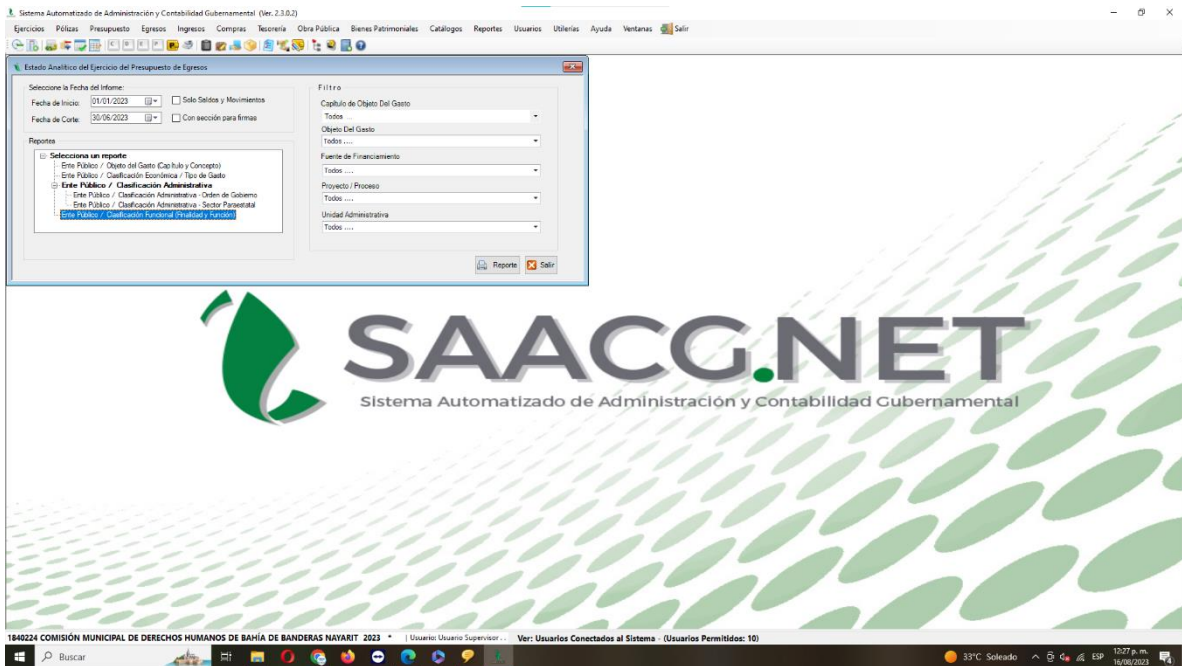 Sistema Automatizado de Administración y Contabilidad Gubernamental (Ver. 2.3.0.2)
Ejercicios Pólizas Presupuesto Egresos Ingresos Compras Tesorería Obra Pública Bienes Patrimoniales Catálogos Reportes Usuarios Utilerías Ayuda Ventanas Salir
Estado Analítico del Ejercicio del Presupuesto de Egresos
Seleccione la Fecha del Informe:
Fecha de Inicio: 01/01/2023 Solo Saldos y Movimientos
Fecha de Corte: 30/06/2023 Con sección para firmas
Reportes
Selecciona un reporte
Ente Público / Objeto del Gasto (Capítulo y Concepto)
Ente Público / Clasificación Económica / Tipo de Gasto
Ente Público / Clasificación Administrativa
Ente Público / Clasificación Administrativa - Orden de Gobierno
Ente Público / Clasificación Administrativa - Sector Paraestatal
Ente Público / Clasificación Funcional (Finalidad y Función)
Filtro
Capítulo de Objeto Del Gasto
Todos ...
Objeto Del Gasto
Todos ....
Fuente de Financiamiento
Todos ....
Proyecto / Proceso
Todos ....
Unidad Administrativa
Todos ....
Reporte Salir
SAACG.NET
Sistema Automatizado de Administración y Contabilidad Gubernamental
1840224 COMISIÓN MUNICIPAL DE DERECHOS HUMANOS DE BAHÍA DE BANDERAS NAYARIT 2023 * | Usuario: Usuario Supervisor . . Ver: Usuarios Conectados al Sistema - (Usuarios Permitidos: 10)
Buscar 33°C Soleado ESP 12:27 p. m.
16/08/2023